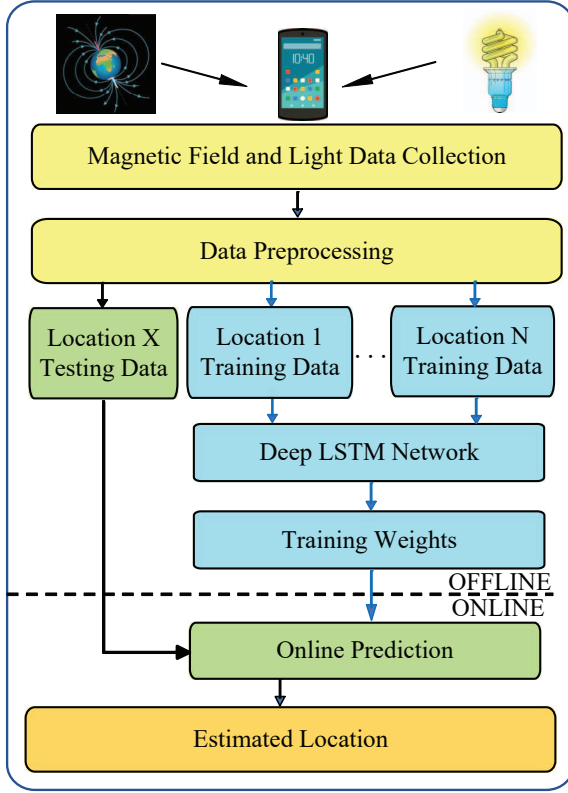 10:40
Magnetic Field and Light Data Collection
Data Preprocessing
Location X
Testing Data
Location 1
Training Data
. . .
Location N
Training Data
Deep LSTM Network
Training Weights
OFFLINE
ONLINE
Online Prediction
Estimated Location